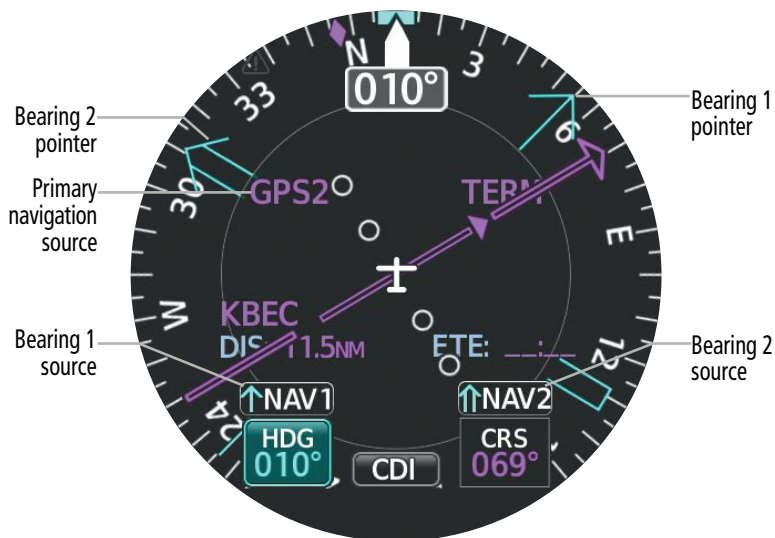 N
3
33
010°
6
Bearing 1
pointer
Bearing 2
pointer
30
GPS2
TERM
Primary
navigation
source
E
W
KBEC
DIS: 11.5NM
ETE: __:__
12
Bearing 1
source
Bearing 2
source
24
↑NAV1
⇑NAV2
HDG
010°
CDI
CRS
069°